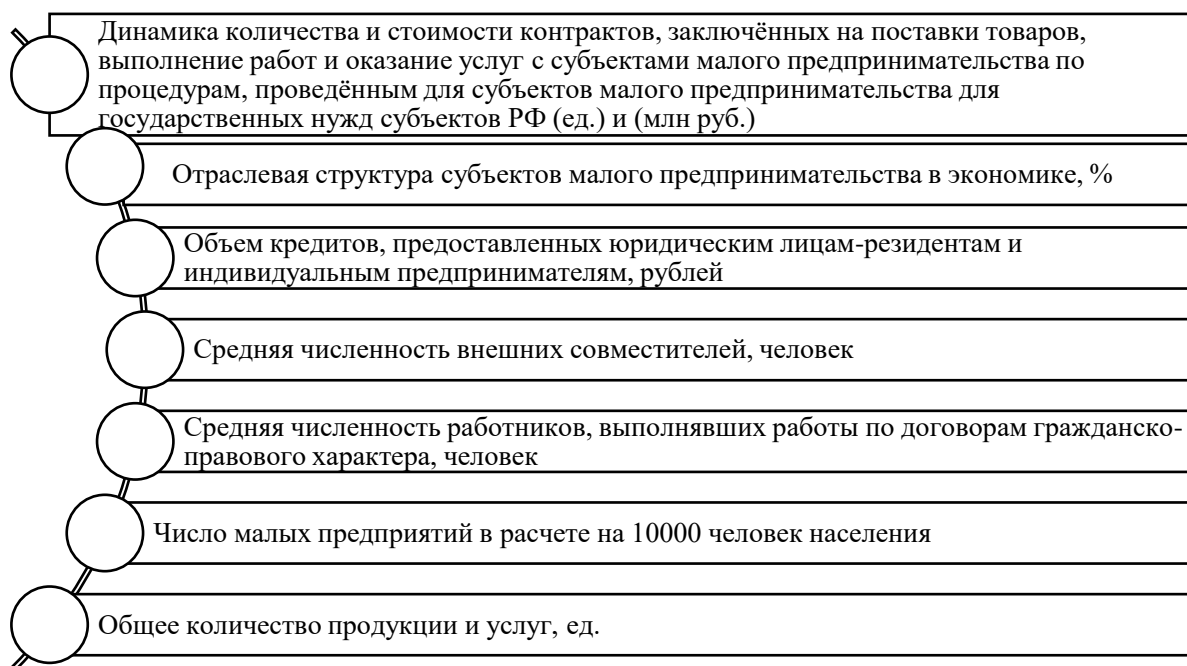 Динамика количества и стоимости контрактов, заключённых на поставки товаров,
выполнение работ и оказание услуг с субъектами малого предпринимательства по
процедурам, проведённым для субъектов малого предпринимательства для
государственных нужд субъектов РФ (ед.) и (млн руб.)
Отраслевая структура субъектов малого предпринимательства в экономике, %
Объем кредитов, предоставленных юридическим лицам-резидентам и
индивидуальным предпринимателям, рублей
Средняя численность внешних совместителей, человек
Средняя численность работников, выполнявших работы по договорам гражданско-
правового характера, человек
Число малых предприятий в расчете на 10000 человек населения
Общее количество продукции и услуг, ед.